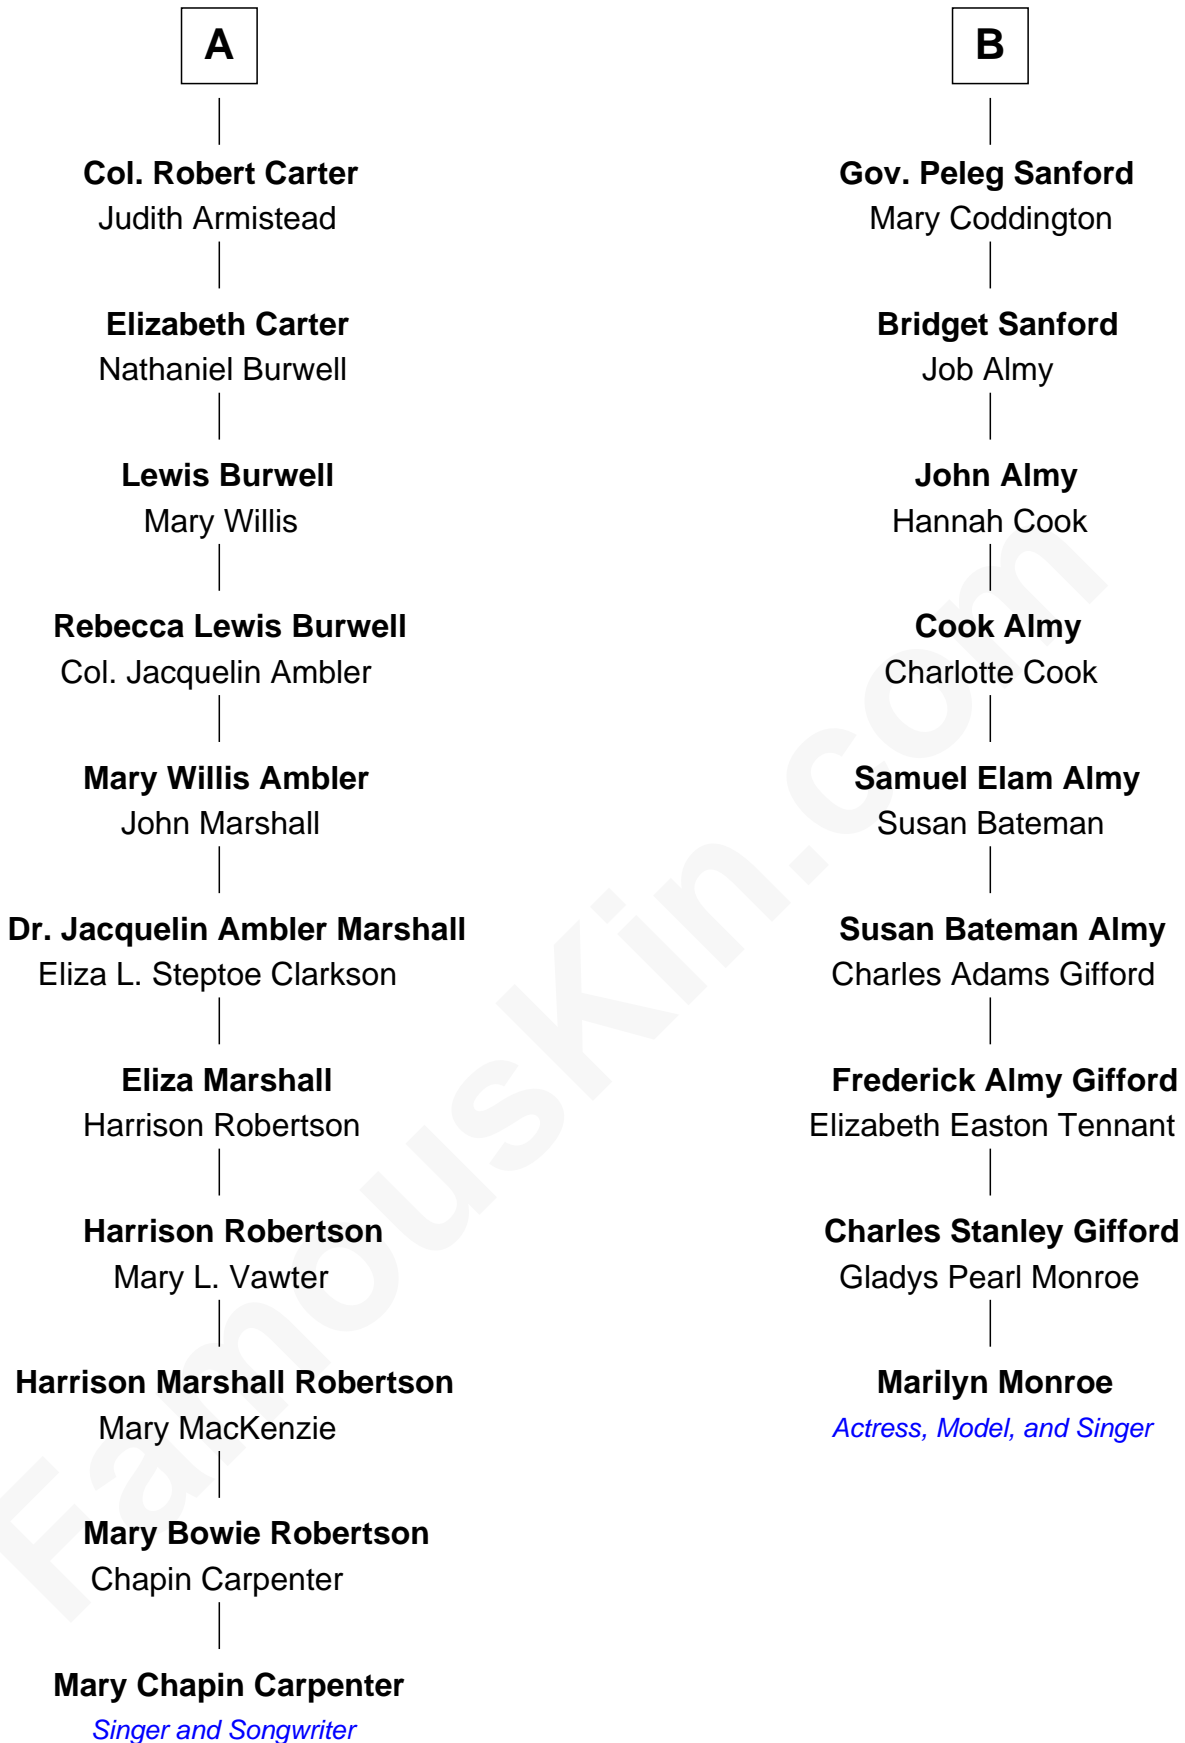 A
Col. Robert Carter
Judith Armistead
Elizabeth Carter
Nathaniel Burwell
Lewis Burwell
Mary Willis
Rebecca Lewis Burwell
Col. Jacquelin Ambler
Mary Willis Ambler
John Marshall
Dr. Jacquelin Ambler Marshall
Eliza L. Steptoe Clarkson
Eliza Marshall
Harrison Robertson
Harrison Robertson
Mary L. Vawter
Harrison Marshall Robertson
Mary MacKenzie
Mary Bowie Robertson
Chapin Carpenter
Mary Chapin Carpenter
Singer and Songwriter
B
Gov. Peleg Sanford
Mary Coddington
Bridget Sanford
Job Almy
John Almy
Hannah Cook
Cook Almy
Charlotte Cook
Samuel Elam Almy
Susan Bateman
Susan Bateman Almy
Charles Adams Gifford
Frederick Almy Gifford
Elizabeth Easton Tennant
Charles Stanley Gifford
Gladys Pearl Monroe
Marilyn Monroe
Actress, Model, and Singer
FamousKin.com